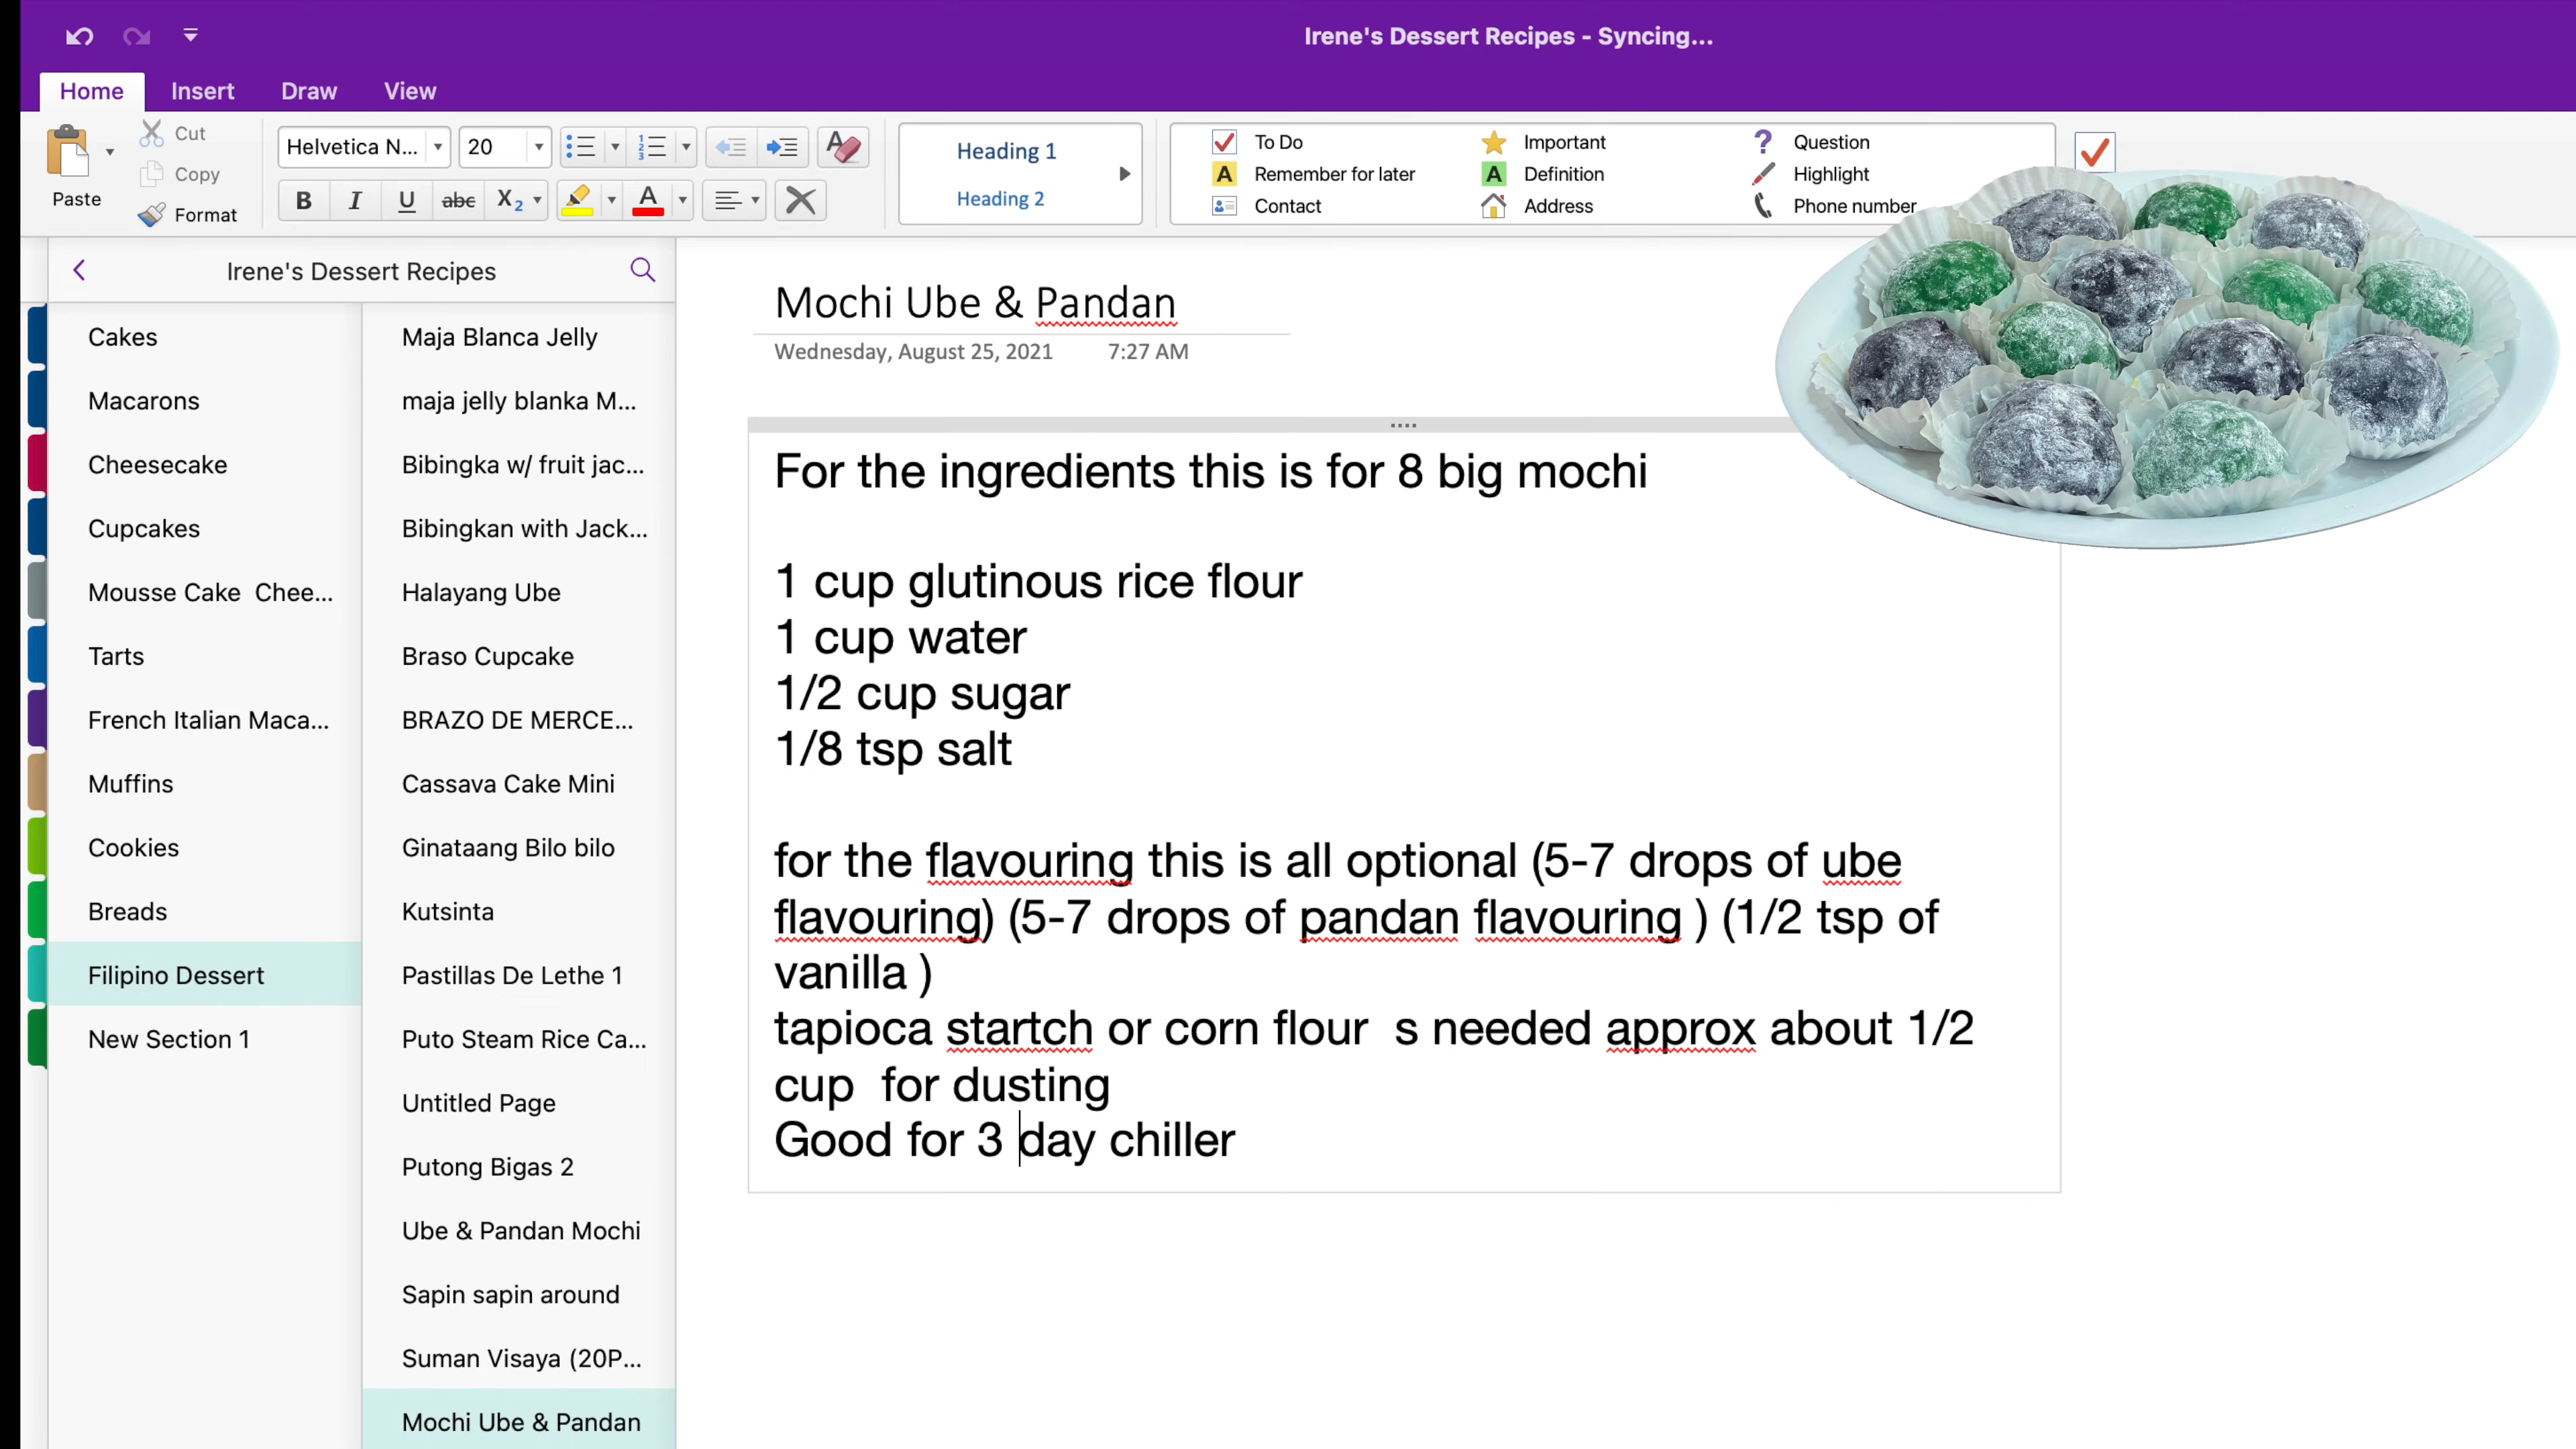 Irene's Dessert Recipes - Syncing...
Home Insert Draw View
Paste
Cut
Copy
Format
Helvetica N... 20
B I U abc X2 A
Heading 1
Heading 2
To Do Important Question
Remember for later Definition Highlight
Contact Address Phone number
Irene's Dessert Recipes
Cakes
Macarons
Cheesecake
Cupcakes
Mousse Cake  Chee...
Tarts
French Italian Maca...
Muffins
Cookies
Breads
Filipino Dessert
New Section 1
Maja Blanca Jelly
maja jelly blanka M...
Bibingka w/ fruit jac...
Bibingkan with Jack...
Halayang Ube
Braso Cupcake
BRAZO DE MERCE...
Cassava Cake Mini
Ginataang Bilo bilo
Kutsinta
Pastillas De Lethe 1
Puto Steam Rice Ca...
Untitled Page
Putong Bigas 2
Ube & Pandan Mochi
Sapin sapin around
Suman Visaya (20P...
Mochi Ube & Pandan
Mochi Ube & Pandan
Wednesday, August 25, 2021 7:27 AM
For the ingredients this is for 8 big mochi
1 cup glutinous rice flour
1 cup water
1/2 cup sugar
1/8 tsp salt
for the flavouring this is all optional (5-7 drops of ube
flavouring) (5-7 drops of pandan flavouring ) (1/2 tsp of
vanilla )
tapioca startch or corn flour  s needed approx about 1/2
cup  for dusting
Good for 3 day chiller